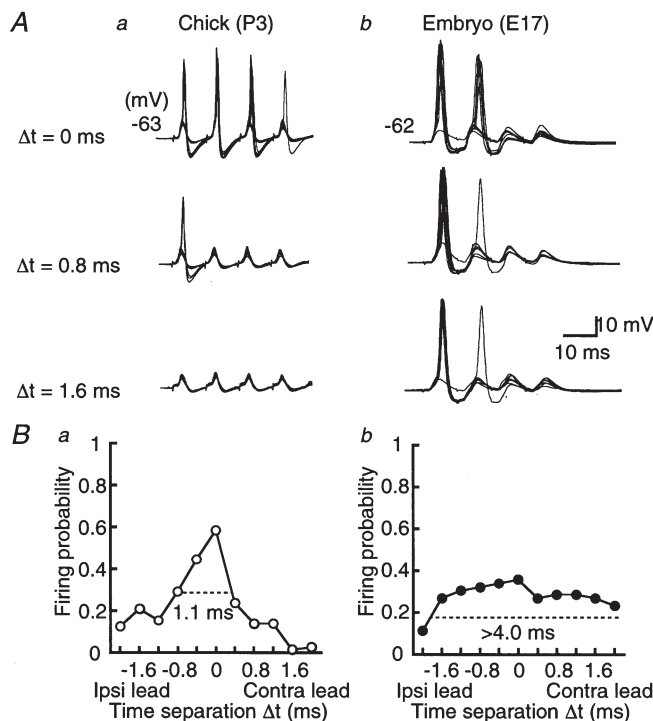 A a Chick (P3) b Embryo (E17)
(mV)
-63 -62
Δt = 0 ms
Δt = 0.8 ms
10 mV
10 ms
Δt = 1.6 ms
B a b
1 1
0.8 0.8
0.6 0.6
0.4 0.4
0.2 0.2
0 0
Firing probability Firing probability
1.1 ms >4.0 ms
-1.6 -0.8 0 0.8 1.6 -1.6 -0.8 0 0.8 1.6
Ipsi lead Contra lead Ipsi lead Contra lead
Time separation Δt (ms) Time separation Δt (ms)